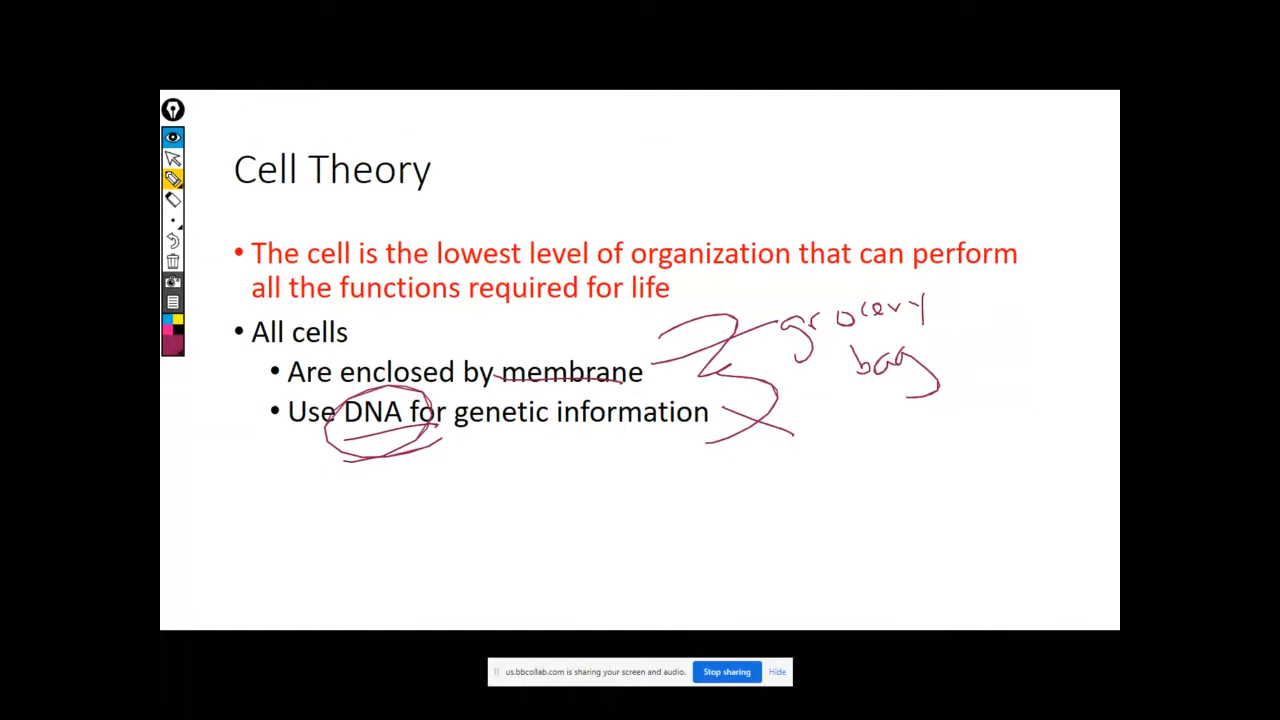 Cell Theory
• The cell is the lowest level of organization that can perform
all the functions required for life
• All cells
• Are enclosed by membrane
• Use DNA for genetic information
grocery
bag
us.bbcollab.com is sharing your screen and audio. Stop sharing Hide